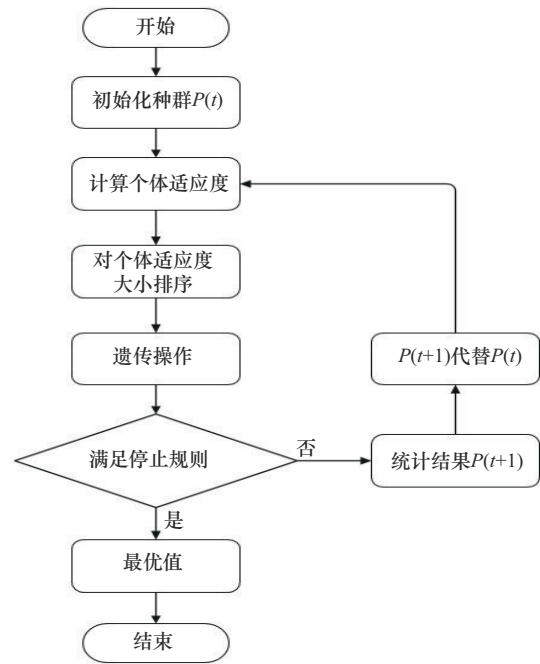 开始
初始化种群P(t)
计算个体适应度
对个体适应度
大小排序
遗传操作
P(t+1)代替P(t)
满足停止规则
否
统计结果P(t+1)
是
最优值
结束